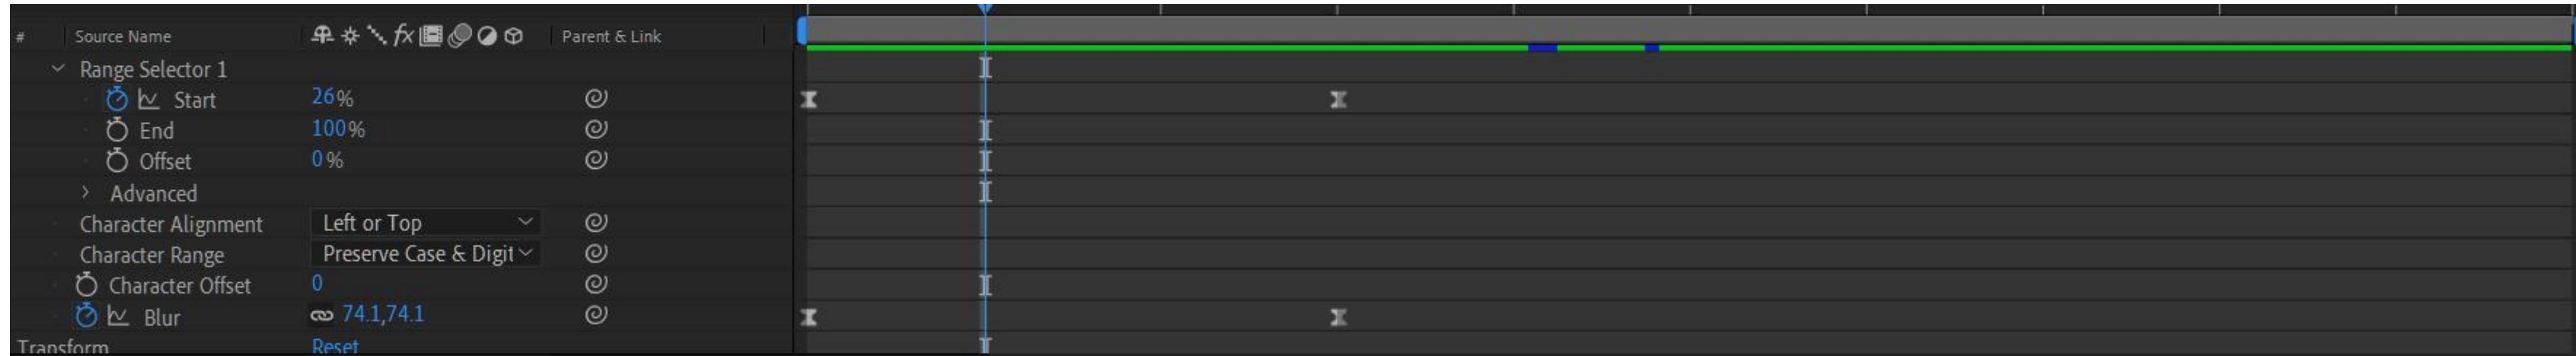 # Source Name fx Parent & Link
Range Selector 1
Start 26%
End 100%
Offset 0%
Advanced
Character Alignment Left or Top
Character Range Preserve Case & Digit
Character Offset 0
Blur 74.1,74.1
Transform Reset